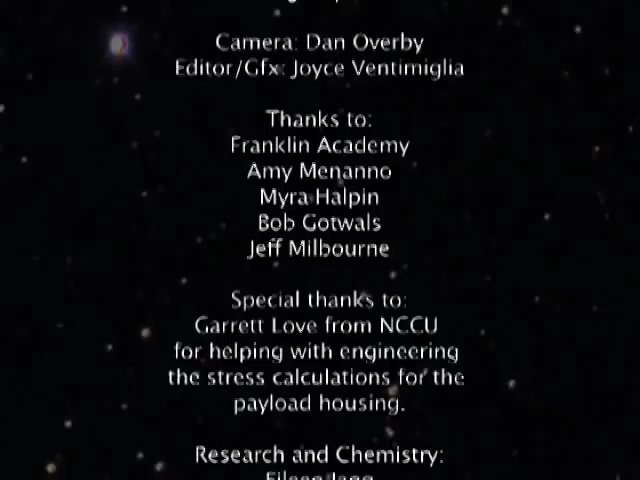 Camera: Dan Overby
Editor/Gfx: Joyce Ventimiglia
Thanks to:
Franklin Academy
Amy Menanno
Myra Halpin
Bob Gotwals
Jeff Milbourne
Special thanks to:
Garrett Love from NCCU
for helping with engineering
the stress calculations for the
payload housing.
Research and Chemistry: